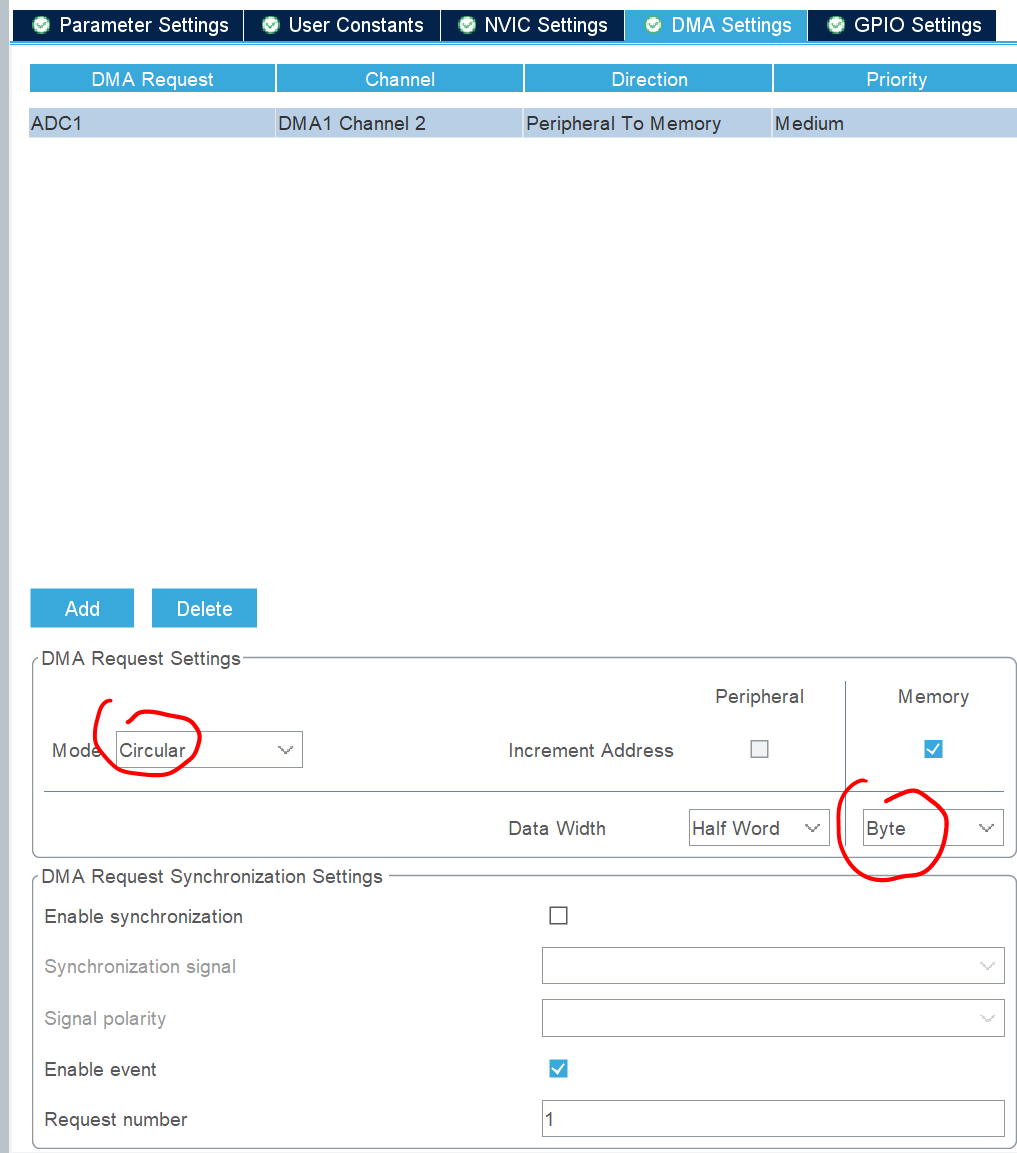 Parameter Settings User Constants NVIC Settings DMA Settings GPIO Settings
DMA Request Channel Direction Priority
ADC1 DMA1 Channel 2 Peripheral To Memory Medium
Add Delete
DMA Request Settings
Peripheral Memory
Mode Circular Increment Address
Data Width Half Word Byte
DMA Request Synchronization Settings
Enable synchronization
Synchronization signal
Signal polarity
Enable event
Request number 1